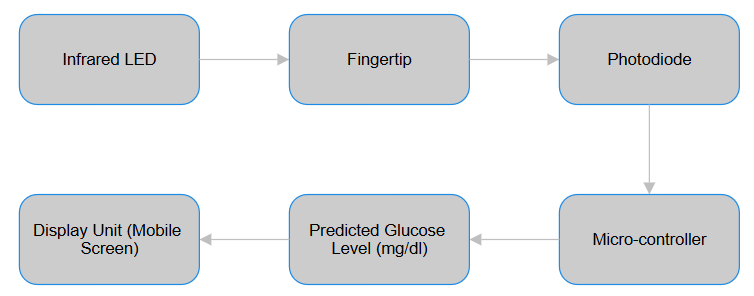 Infrared LED
Fingertip
Photodiode
Display Unit (Mobile
Screen)
Predicted Glucose
Level (mg/dl)
Micro-controller